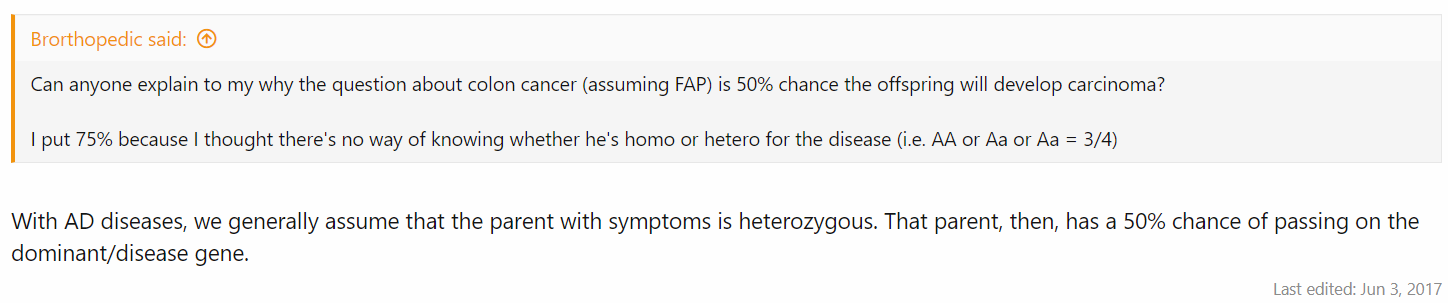 Brorthopedic said:
Can anyone explain to my why the question about colon cancer (assuming FAP) is 50% chance the offspring will develop carcinoma?
I put 75% because I thought there's no way of knowing whether he's homo or hetero for the disease (i.e. AA or Aa or Aa = 3/4)
With AD diseases, we generally assume that the parent with symptoms is heterozygous. That parent, then, has a 50% chance of passing on the
dominant/disease gene.
Last edited: Jun 3, 2017